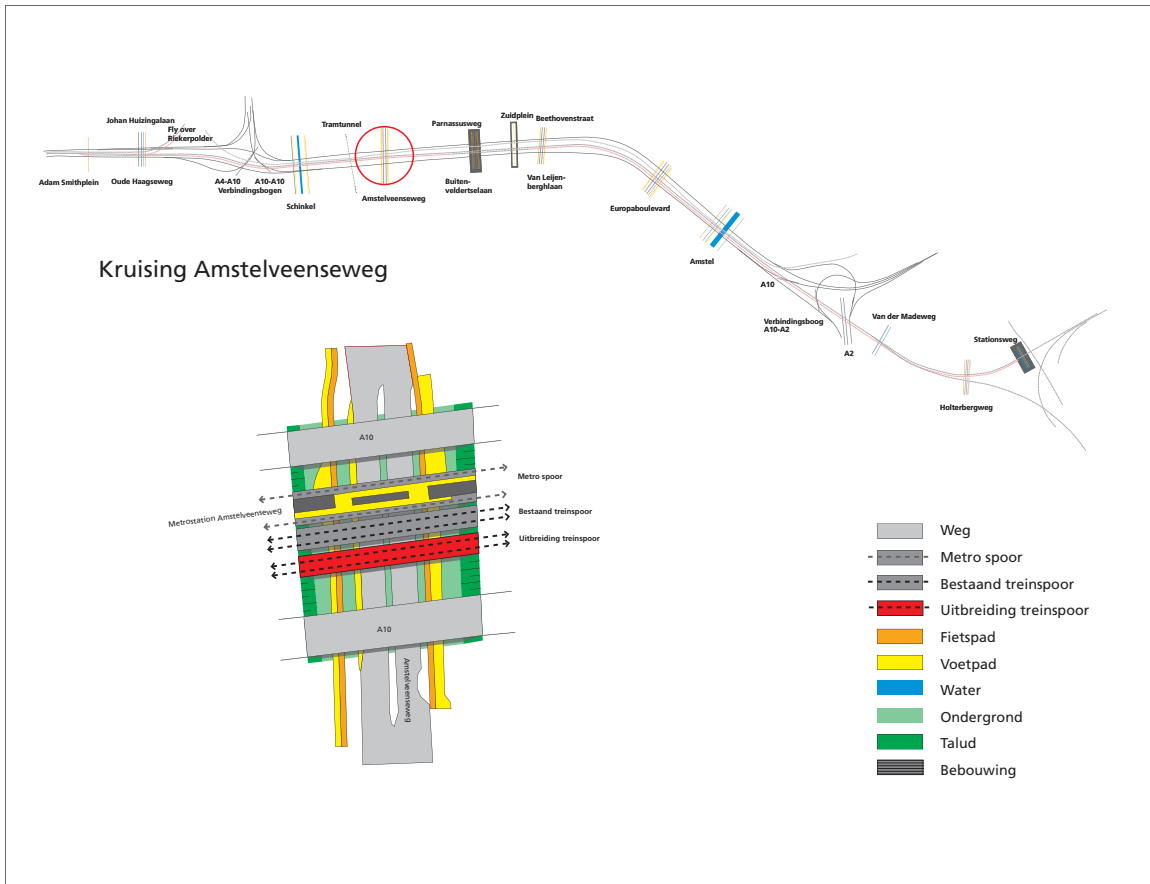 Johan Huizingalaan
Fly over
Riekerpolder
Tramtunnel
Parnassusweg
Zuidplein
Beethovenstraat
Adam Smithplein
Oude Haagseweg
A4-A10
A10-A10
Verbindingsbogen
Schinkel
Amstelveenseweg
Buiten-
veldertselaan
Van Leijen-
berghlaan
Europaboulevard
Amstel
A10
Verbindingsboog
A10-A2
A2
Van der Madeweg
Stationsweg
Holterbergweg
Kruising Amstelveenseweg
A10
Metro spoor
Metrostation Amstelveenseweg
Bestaand treinspoor
Uitbreiding treinspoor
A10
Amstelveenseweg
Weg
Metro spoor
Bestaand treinspoor
Uitbreiding treinspoor
Fietspad
Voetpad
Water
Ondergrond
Talud
Bebouwing